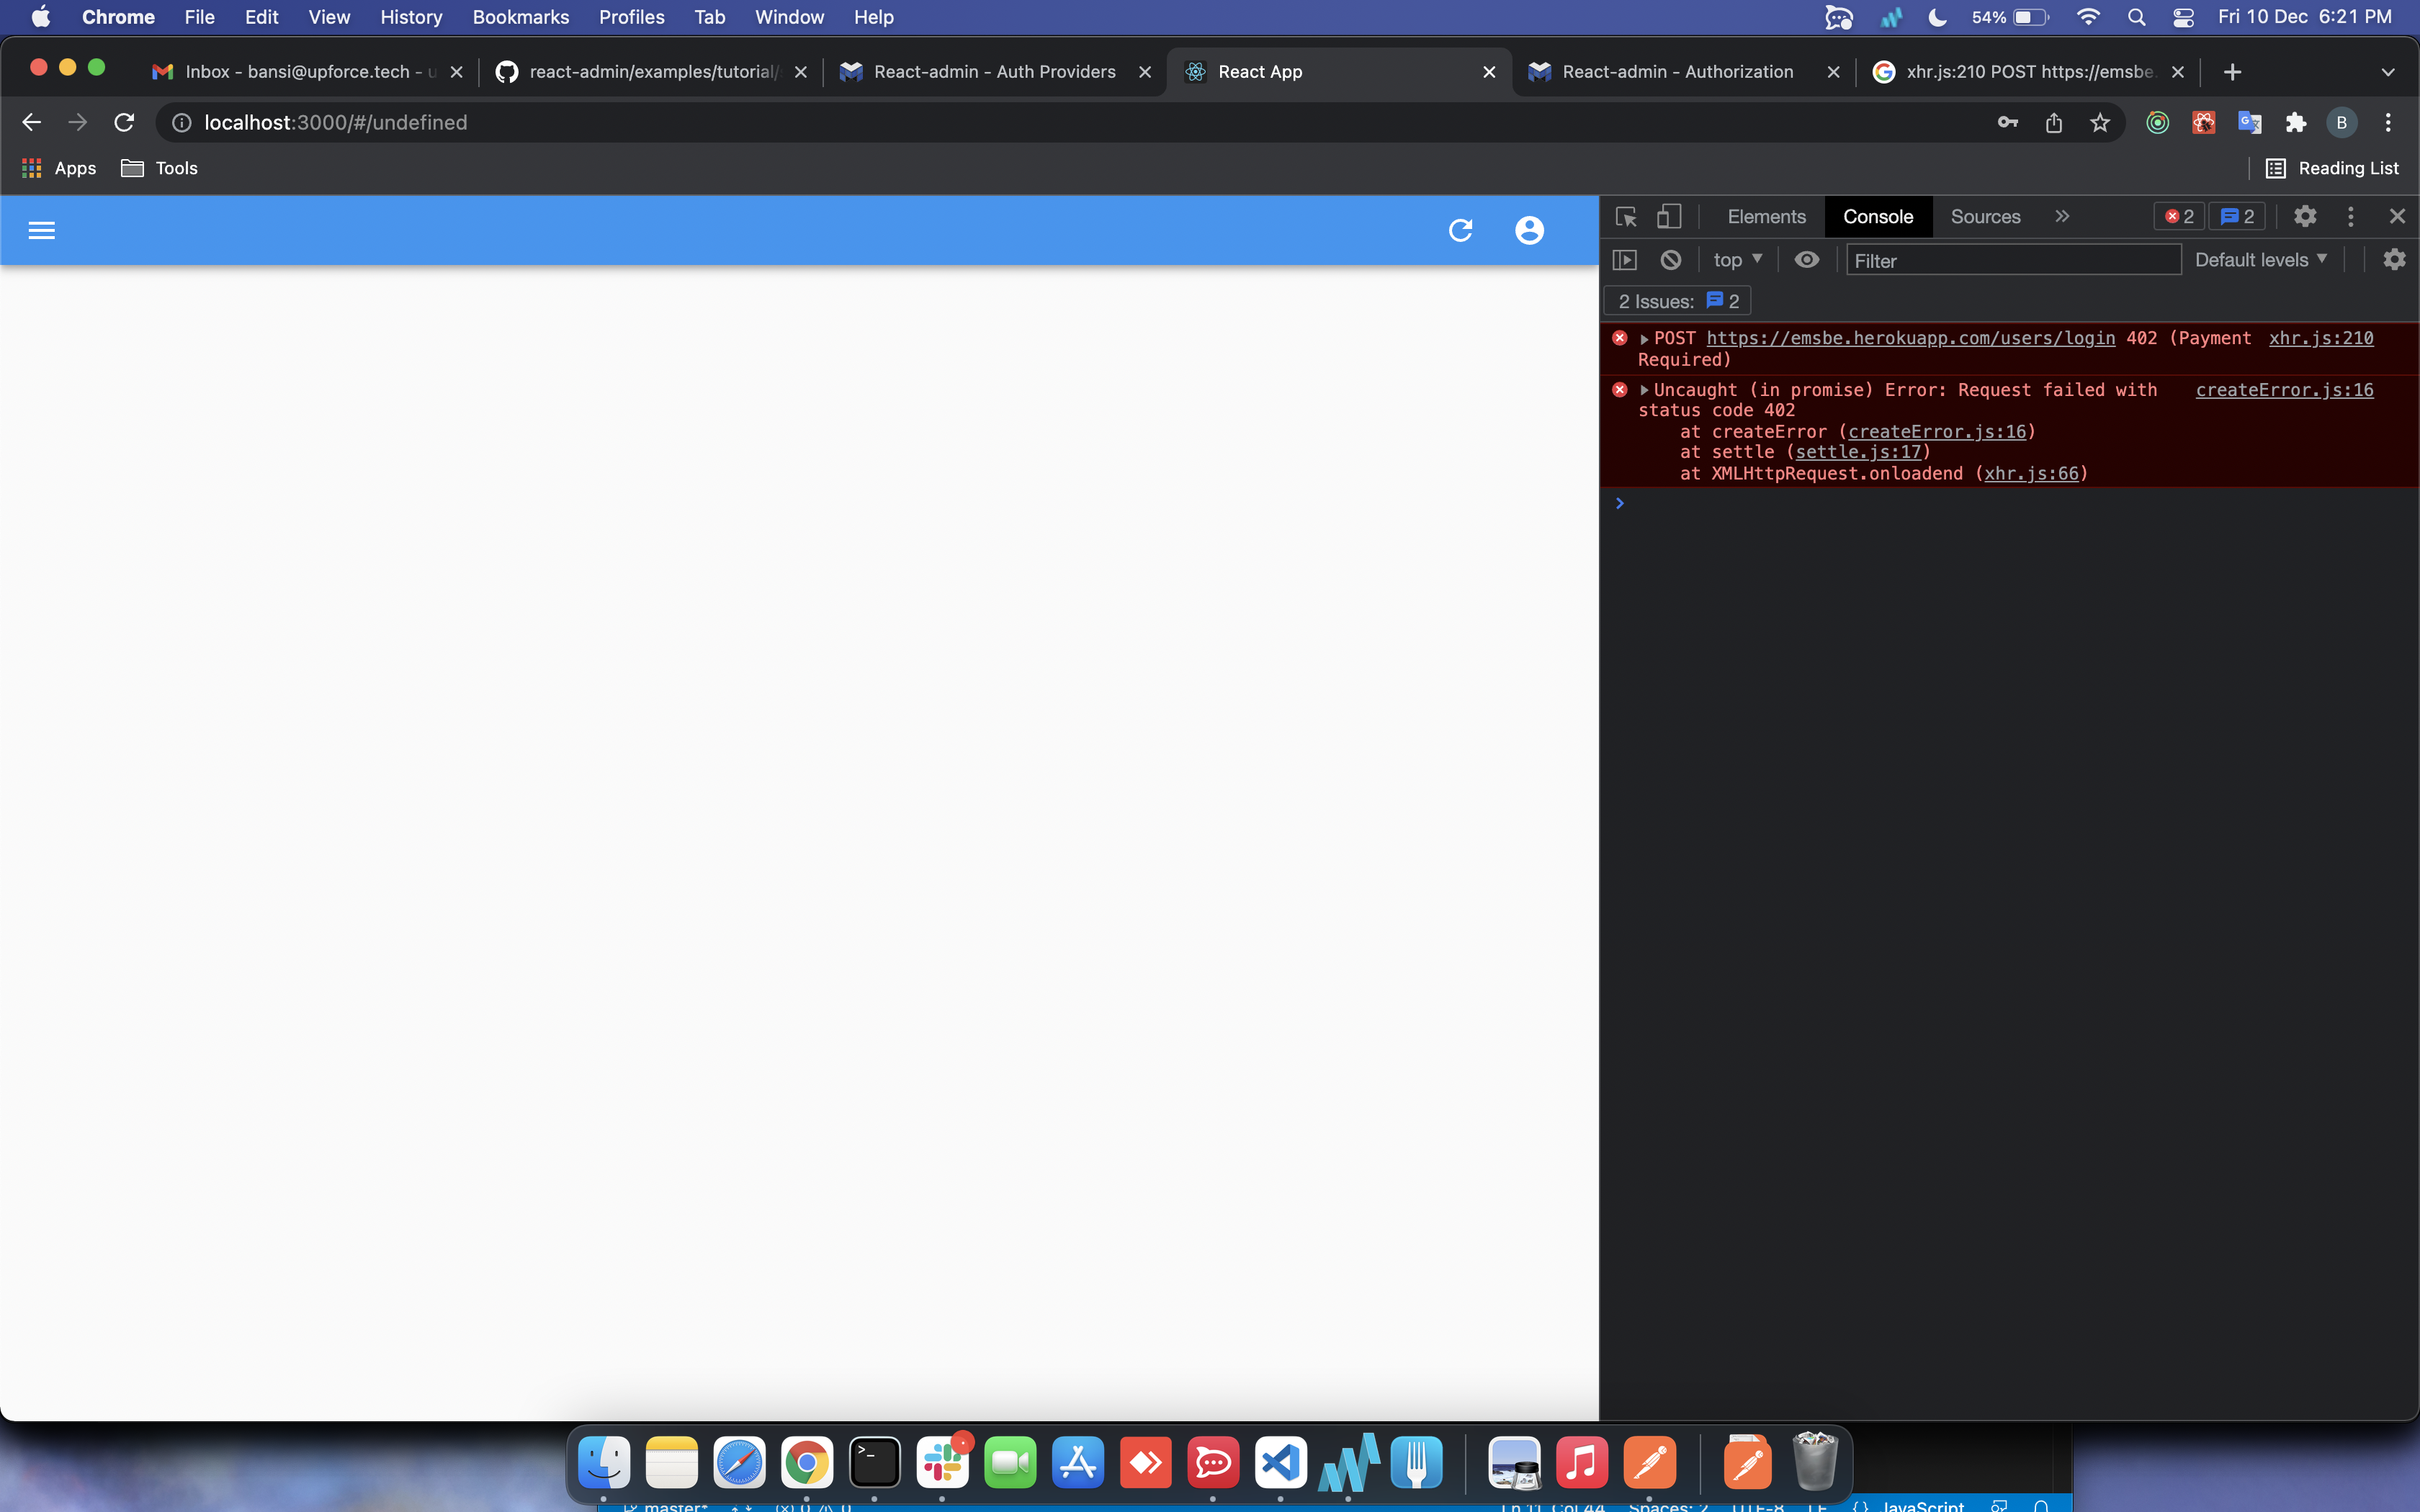 Chrome File Edit View History Bookmarks Profiles Tab Window Help 54% Fri 10 Dec 6:21 PM
Inbox - bansi@upforce.tech - u react-admin/examples/tutorial/ React-admin - Auth Providers React App React-admin - Authorization xhr.js:210 POST https://emsbe.
localhost:3000/#/undefined B
Apps Tools Reading List
Elements Console Sources 2 2
top Filter Default levels
2 Issues: 2
POST https://emsbe.herokuapp.com/users/login 402 (Payment xhr.js:210
Required)
Uncaught (in promise) Error: Request failed with createError.js:16
status code 402
at createError (createError.js:16)
at settle (settle.js:17)
at XMLHttpRequest.onloadend (xhr.js:66)
master* 0 0 Ln 11, Col 44 Spaces: 2 UTF-8 LF {} JavaScript